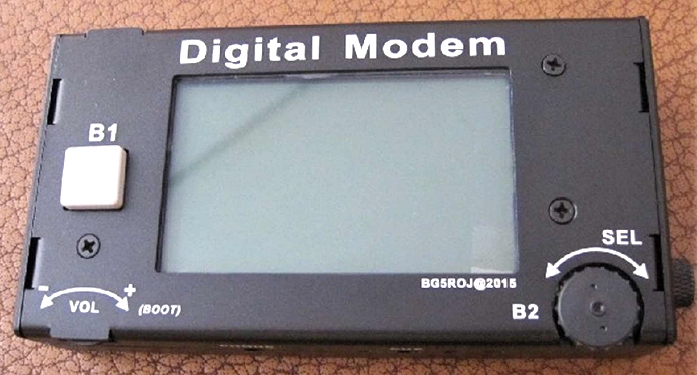 Digital Modem
B1
SEL
BG5ROJ@2015
- +
VOL
(BOOT)
B2